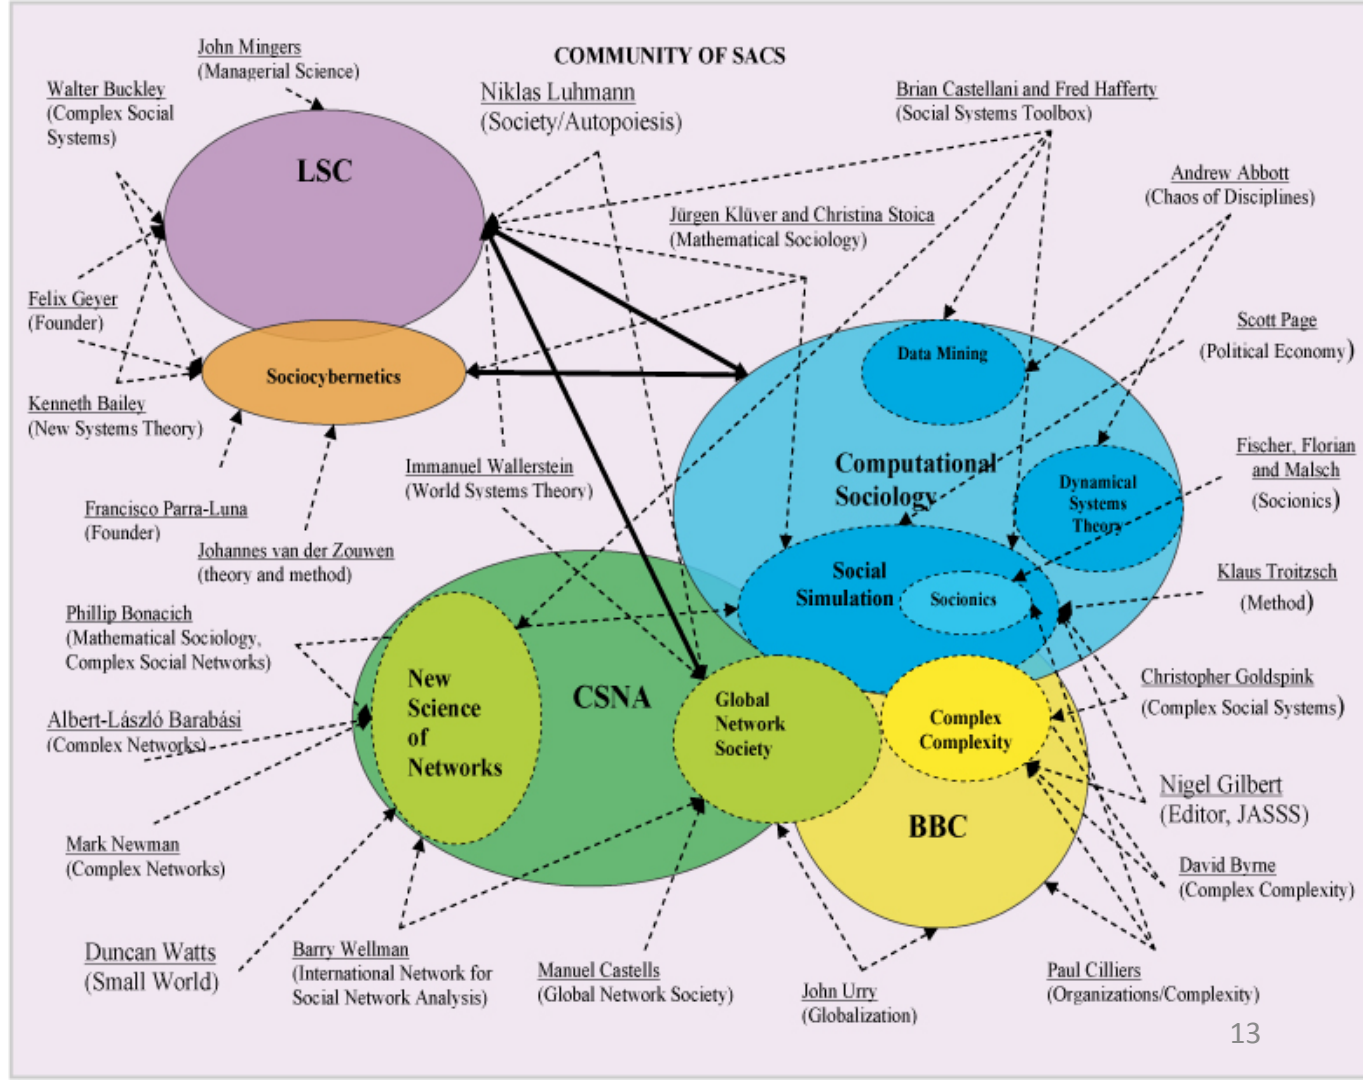 COMMUNITY OF SACS
John Mingers
(Managerial Science)
Walter Buckley
(Complex Social
Systems)
Niklas Luhmann
(Society/Autopoiesis)
Brian Castellani and Fred Hafferty
(Social Systems Toolbox)
Andrew Abbott
(Chaos of Disciplines)
LSC
Jürgen Klüver and Christina Stoica
(Mathematical Sociology)
Felix Geyer
(Founder)
Scott Page
(Political Economy)
Data Mining
Sociocybernetics
Kenneth Bailey
(New Systems Theory)
Immanuel Wallerstein
(World Systems Theory)
Computational
Sociology
Dynamical
Systems
Theory
Fischer, Florian
and Malsch
(Socionics)
Francisco Parra-Luna
(Founder)
Johannes van der Zouwen
(theory and method)
Social
Simulation
Socionics
Klaus Troitzsch
(Method)
Phillip Bonacich
(Mathematical Sociology,
Complex Social Networks)
New
Science
of
Networks
CSNA
Global
Network
Society
Complex
Complexity
Christopher Goldspink
(Complex Social Systems)
Albert-László Barabási
(Complex Networks)
Nigel Gilbert
(Editor, JASSS)
BBC
Mark Newman
(Complex Networks)
David Byrne
(Complex Complexity)
Duncan Watts
(Small World)
Barry Wellman
(International Network for
Social Network Analysis)
Manuel Castells
(Global Network Society)
John Urry
(Globalization)
Paul Cilliers
(Organizations/Complexity)
13